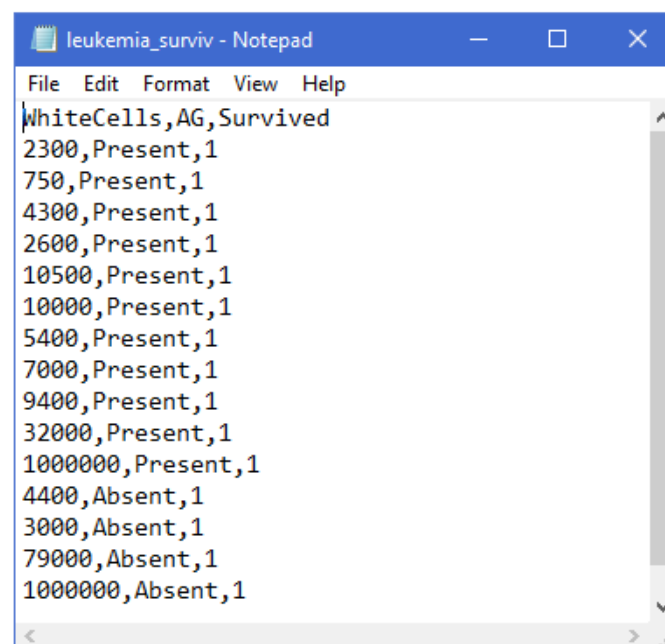 leukemia_surviv - Notepad
File Edit Format View Help
WhiteCells,AG,Survived
2300,Present,1
750,Present,1
4300,Present,1
2600,Present,1
10500,Present,1
10000,Present,1
5400,Present,1
7000,Present,1
9400,Present,1
32000,Present,1
1000000,Present,1
4400,Absent,1
3000,Absent,1
79000,Absent,1
1000000,Absent,1